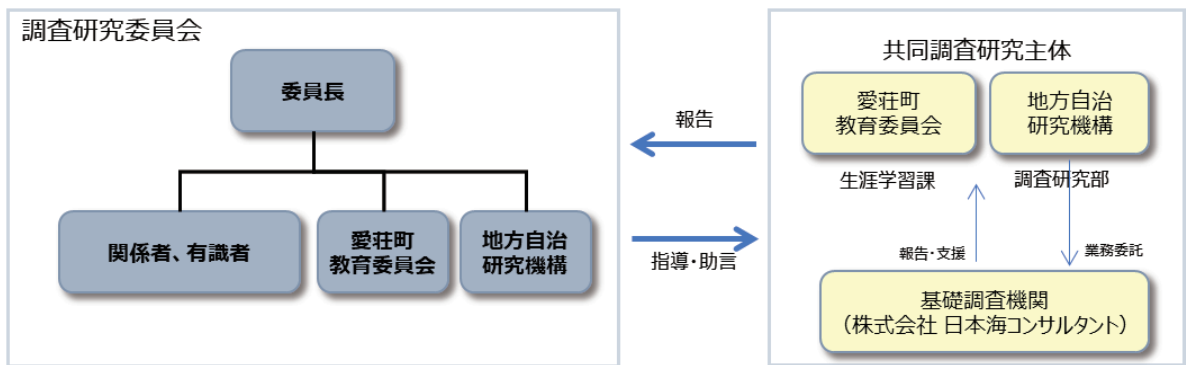 調査研究委員会
委員長
関係者、有識者
愛荘町
教育委員会
地方自治
研究機構
報告
指導・助言
共同調査研究主体
愛荘町
教育委員会
地方自治
研究機構
生涯学習課
調査研究部
報告・支援
業務委託
基礎調査機関
（株式会社 日本海コンサルタント）